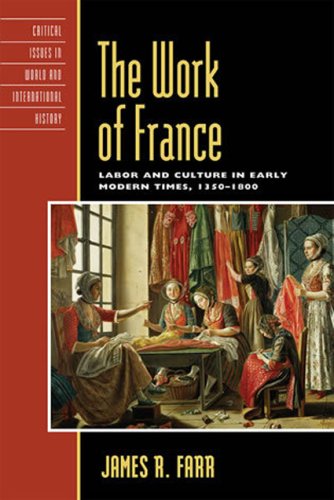 CRITICAL
ISSUES IN
WORLD AND
INTERNATIONAL
HISTORY
The Work
of France
LABOR AND CULTURE IN EARLY
MODERN TIMES, 1350–1800
JAMES R. FARR